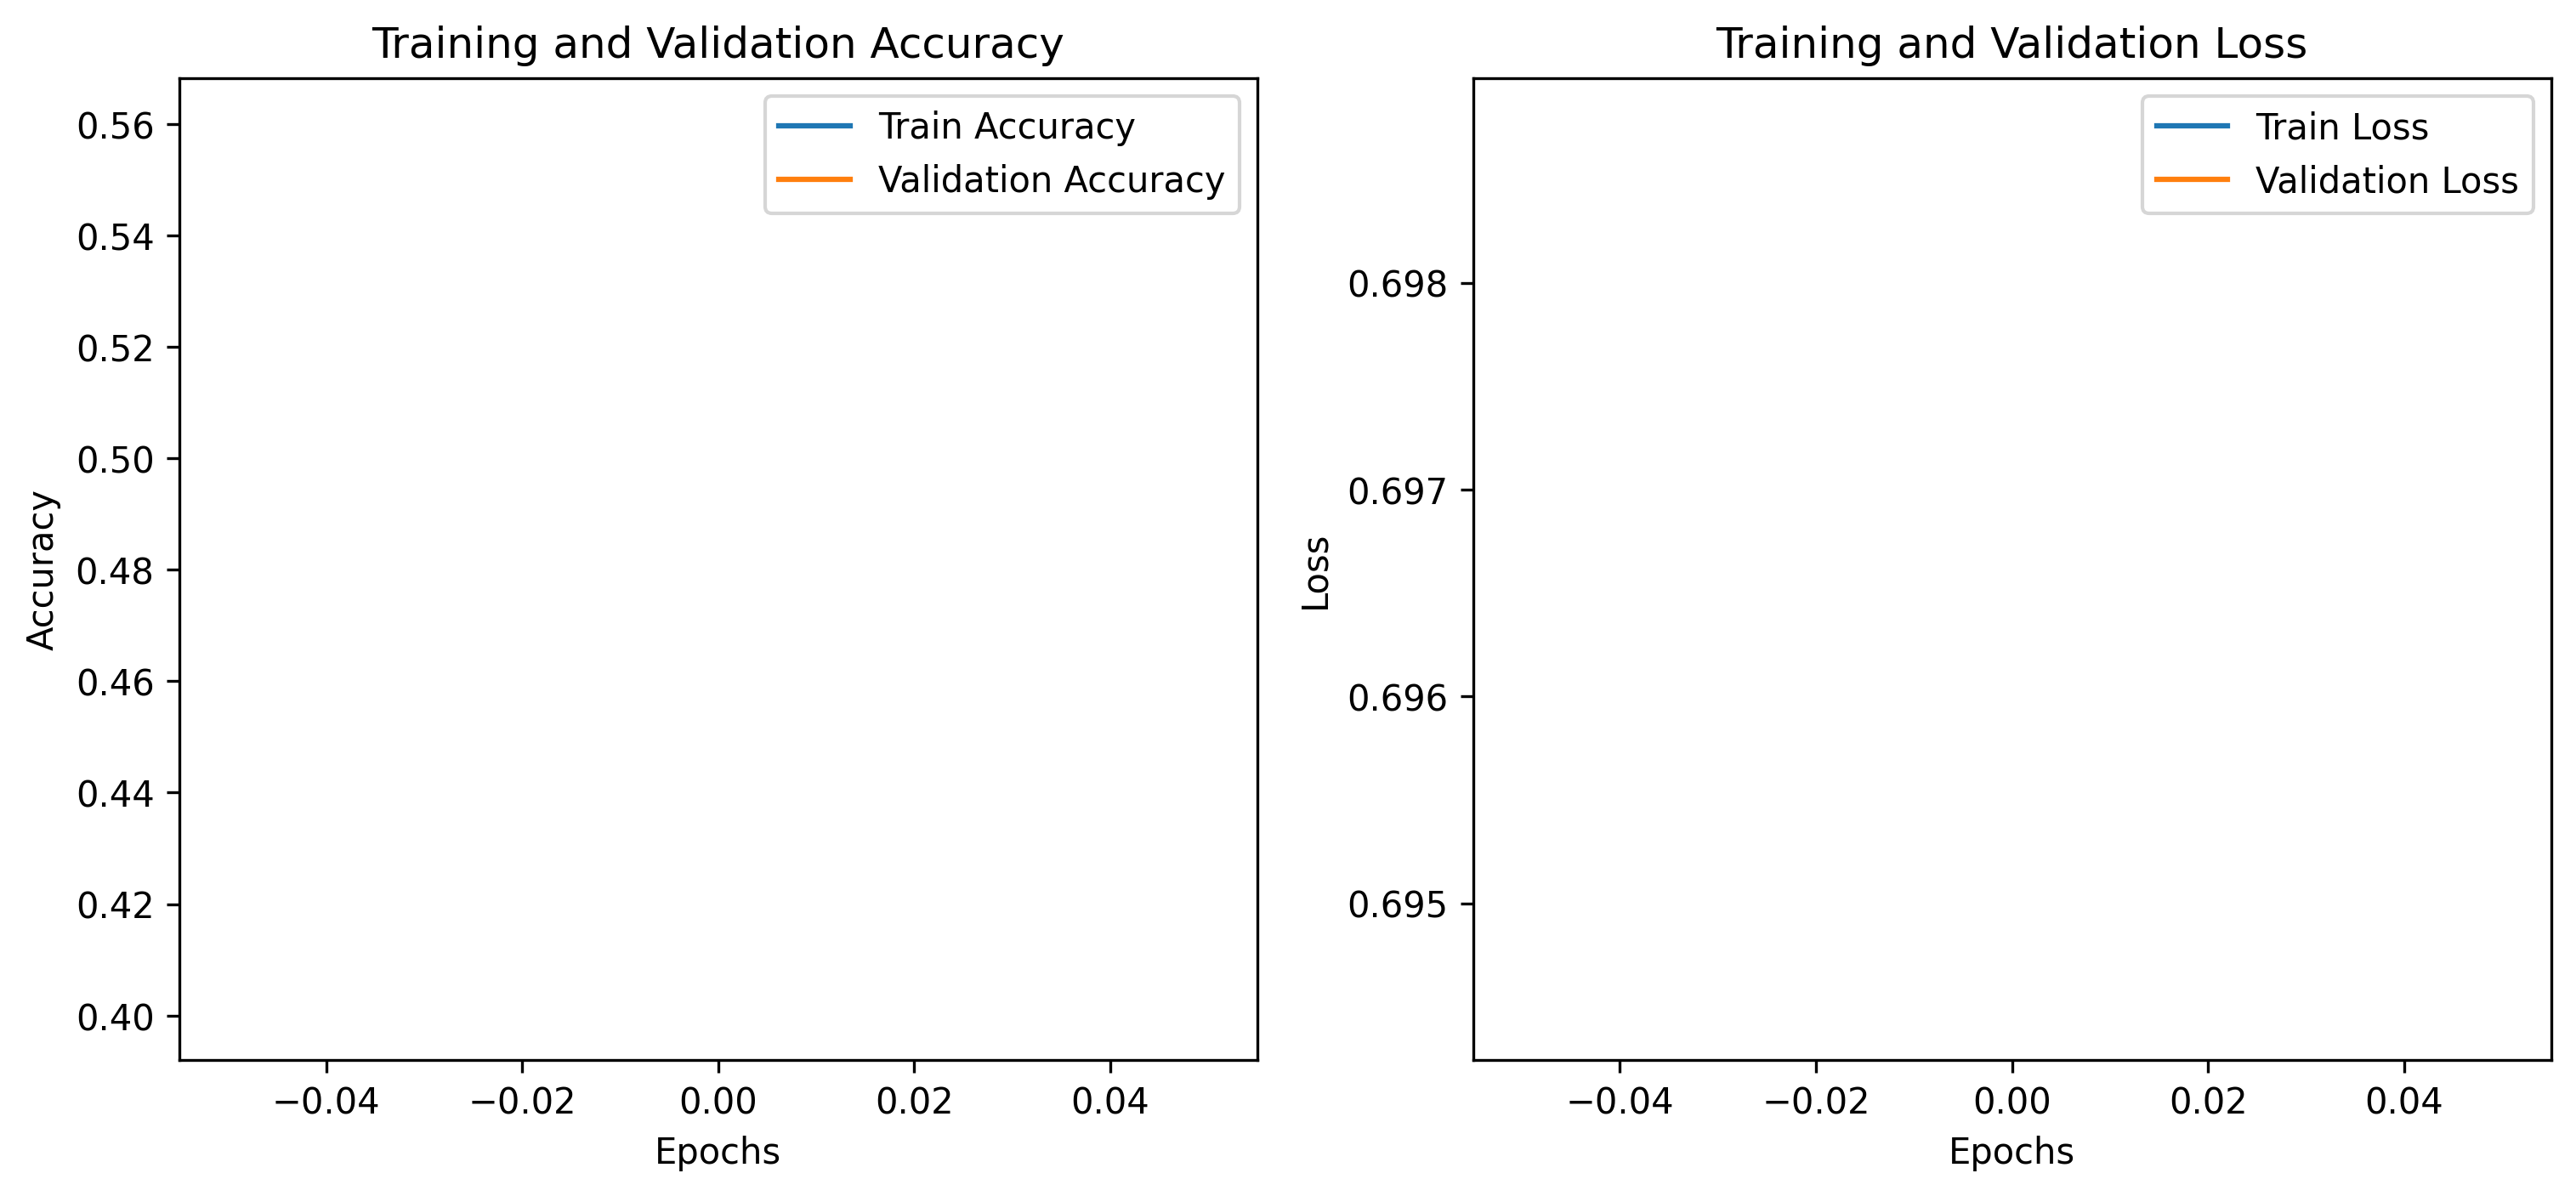 Training and Validation Accuracy
Train Accuracy
Validation Accuracy
0.56
0.54
0.52
0.50
0.48
0.46
0.44
0.42
0.40
Accuracy
−0.04 −0.02 0.00 0.02 0.04
Epochs
Training and Validation Loss
Train Loss
Validation Loss
0.698
0.697
0.696
0.695
Loss
−0.04 −0.02 0.00 0.02 0.04
Epochs